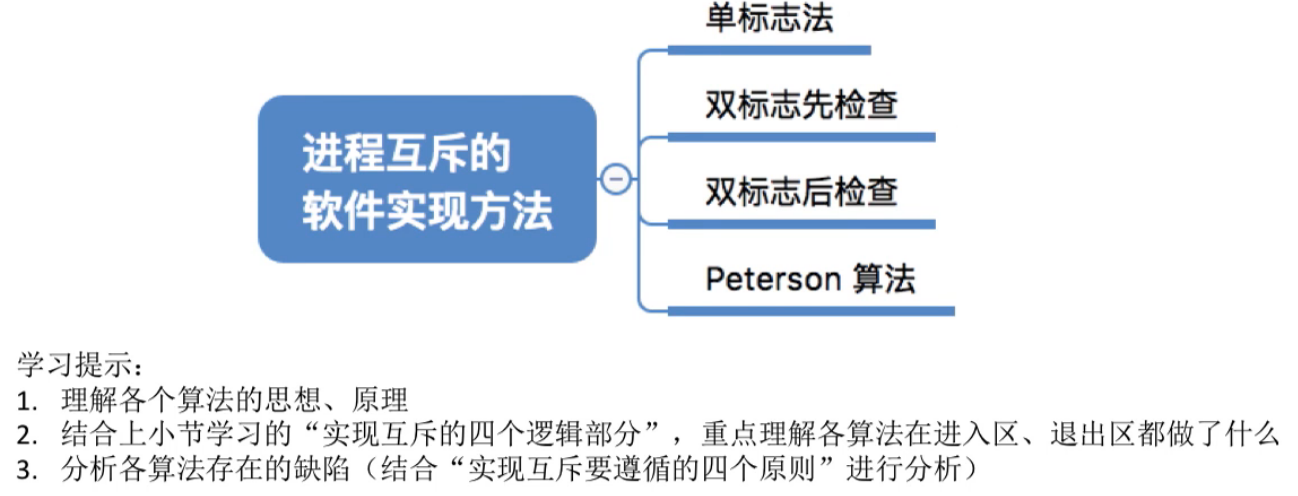 单标志法
双标志先检查
进程互斥的
软件实现方法
双标志后检查
Peterson 算法
学习提示：
1. 理解各个算法的思想、原理
2. 结合上小节学习的“实现互斥的四个逻辑部分”，重点理解各算法在进入区、退出区都做了什么
3. 分析各算法存在的缺陷（结合“实现互斥要遵循的四个原则”进行分析）